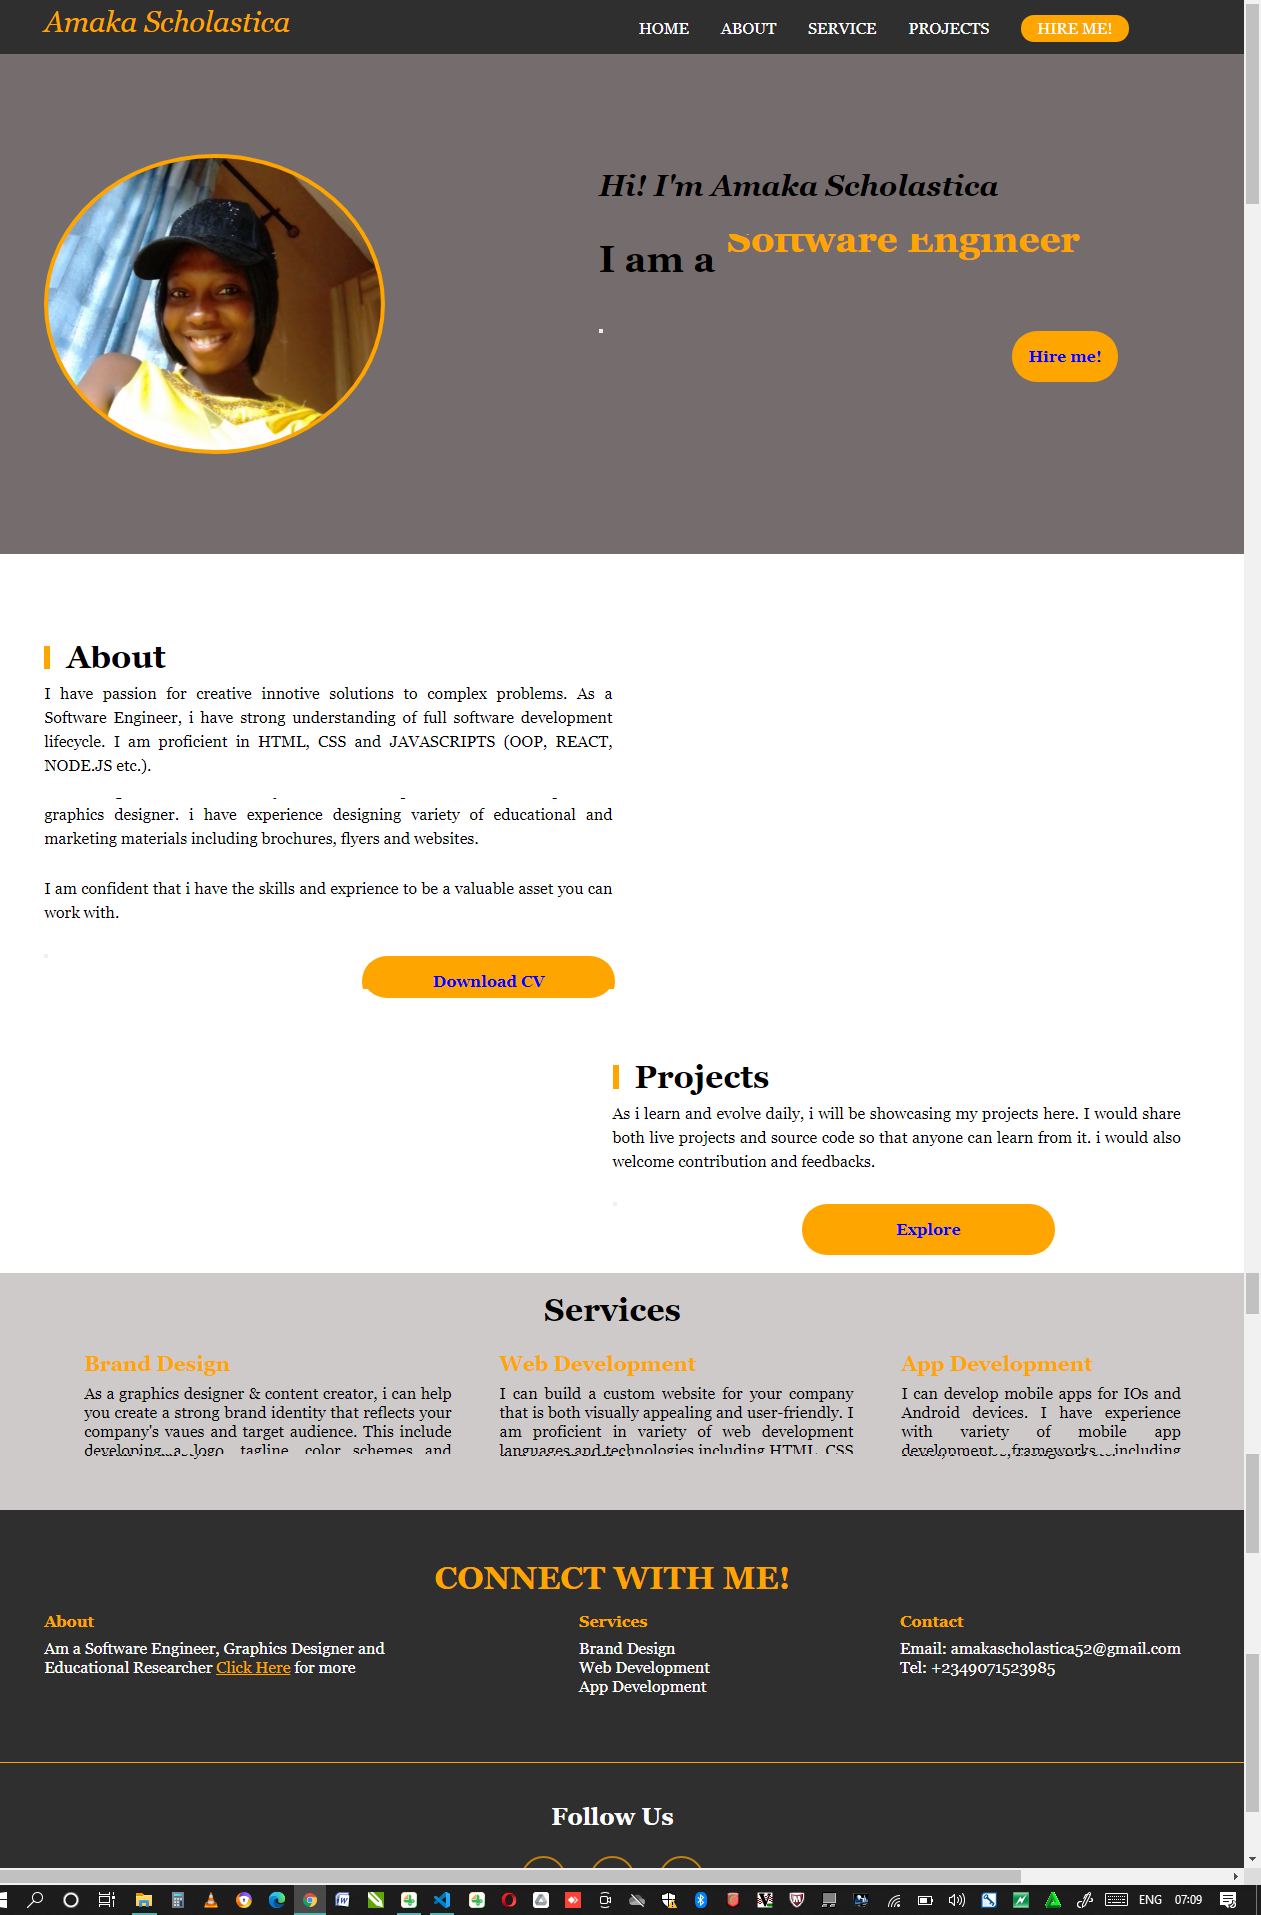 Amaka Scholastica
HOME ABOUT SERVICE PROJECTS HIRE ME!
Hi! I'm Amaka Scholastica
I am a Software Engineer
Hire me!
About
I have passion for creative innotive solutions to complex problems. As a
Software Engineer, i have strong understanding of full software development
lifecycle. I am proficient in HTML, CSS and JAVASCRIPTS (OOP, REACT,
NODE.JS etc.).
graphics designer. i have experience designing variety of educational and
marketing materials including brochures, flyers and websites.
I am confident that i have the skills and exprience to be a valuable asset you can
work with.
Download CV
Projects
As i learn and evolve daily, i will be showcasing my projects here. I would share
both live projects and source code so that anyone can learn from it. i would also
welcome contribution and feedbacks.
Explore
Services
Brand Design
As a graphics designer & content creator, i can help
you create a strong brand identity that reflects your
company's vaues and target audience. This include
developing a logo, tagline, color schemes and
Web Development
I can build a custom website for your company
that is both visually appealing and user-friendly. I
am proficient in variety of web development
languages and technologies including HTML, CSS
App Development
I can develop mobile apps for IOs and
Android devices. I have experience
with variety of mobile app
development frameworks including
CONNECT WITH ME!
About
Am a Software Engineer, Graphics Designer and
Educational Researcher Click Here for more
Services
Brand Design
Web Development
App Development
Contact
Email: amakascholastica52@gmail.com
Tel: +2349071523985
Follow Us
ENG 07:09